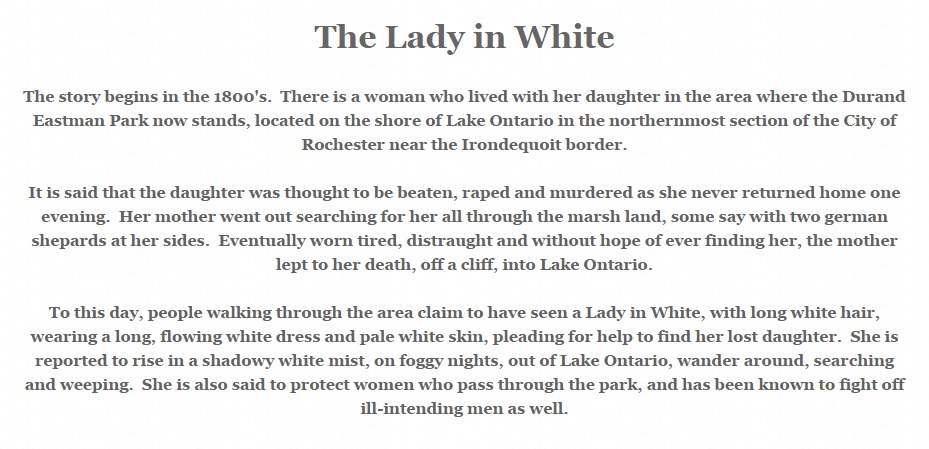 The Lady in White
The story begins in the 1800's.  There is a woman who lived with her daughter in the area where the Durand
Eastman Park now stands, located on the shore of Lake Ontario in the northernmost section of the City of
Rochester near the Irondequoit border.
It is said that the daughter was thought to be beaten, raped and murdered as she never returned home one
evening.  Her mother went out searching for her all through the marsh land, some say with two german
shepards at her sides.  Eventually worn tired, distraught and without hope of ever finding her, the mother
lept to her death, off a cliff, into Lake Ontario.
To this day, people walking through the area claim to have seen a Lady in White, with long white hair,
wearing a long, flowing white dress and pale white skin, pleading for help to find her lost daughter.  She is
reported to rise in a shadowy white mist, on foggy nights, out of Lake Ontario, wander around, searching
and weeping.  She is also said to protect women who pass through the park, and has been known to fight off
ill-intending men as well.